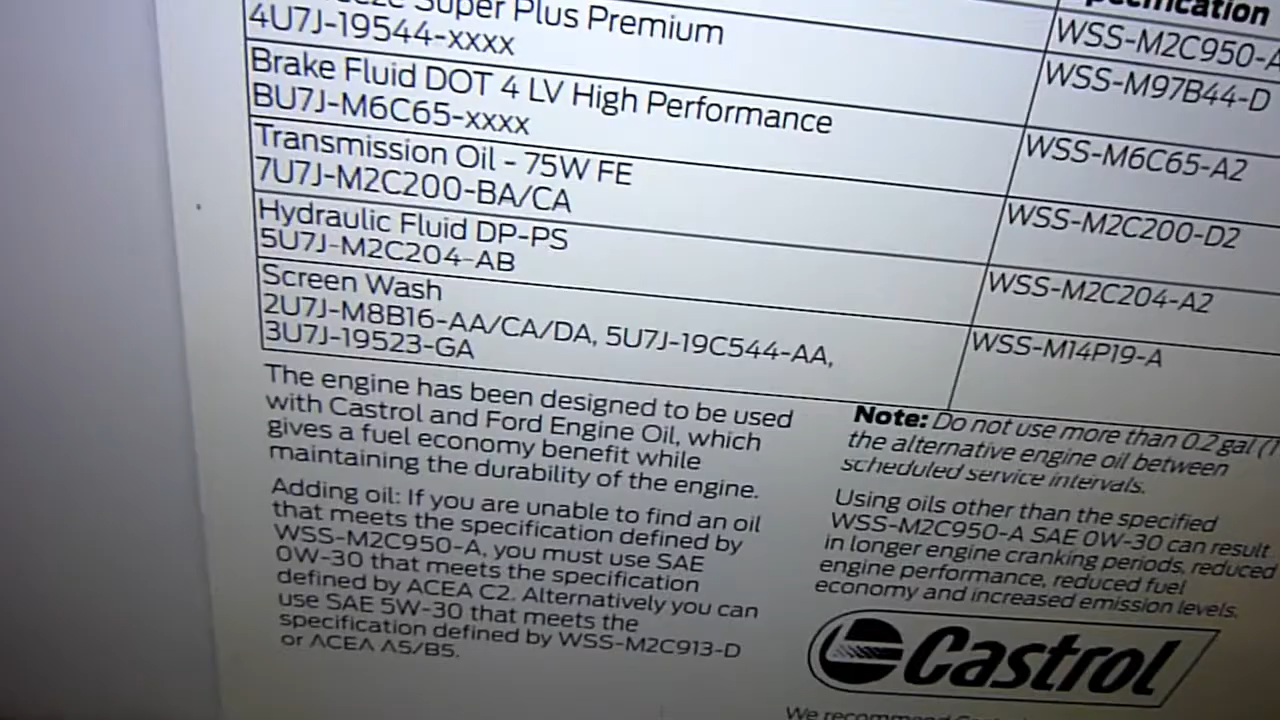 Super Plus Premium
4U7J-19544-xxxx
Brake Fluid DOT 4 LV High Performance
BU7J-M6C65-xxxx
Transmission Oil - 75W FE
7U7J-M2C200-BA/CA
Hydraulic Fluid DP-PS
5U7J-M2C204-AB
Screen Wash
2U7J-M8B16-AA/CA/DA, 5U7J-19C544-AA,
3U7J-19523-GA
WSS-M2C950-A
WSS-M97B44-D
WSS-M6C65-A2
WSS-M2C200-D2
WSS-M2C204-A2
WSS-M14P19-A
The engine has been designed to be used
with Castrol and Ford Engine Oil, which
gives a fuel economy benefit while
maintaining the durability of the engine.
Adding oil: If you are unable to find an oil
that meets the specification defined by
WSS-M2C950-A, you must use SAE
0W-30 that meets the specification
defined by ACEA C2. Alternatively you can
use SAE 5W-30 that meets the
specification defined by WSS-M2C913-D
or ACEA A5/B5.
Note: Do not use more than 0.2 gal
the alternative engine oil between
scheduled service intervals.
Using oils other than the specified
WSS-M2C950-A SAE 0W-30 can result
in longer engine cranking periods, reduced
engine performance, reduced fuel
economy and increased emission levels.
Castrol
We recommend